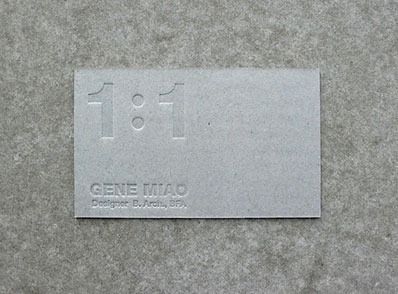 1:1
GENE MIAO
Designer B. Arch., BFA